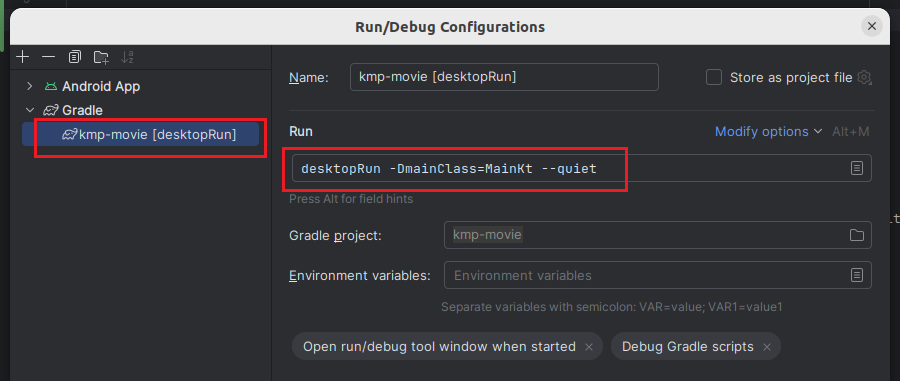 Run/Debug Configurations
Android App
Gradle
kmp-movie [desktopRun]
Name: kmp-movie [desktopRun] Store as project file
Run Modify options Alt+M
desktopRun -DmainClass=MainKt --quiet
Press Alt for field hints
Gradle project: kmp-movie
Environment variables: Environment variables
Separate variables with semicolon: VAR=value; VAR1=value1
Open run/debug tool window when started × Debug Gradle scripts ×